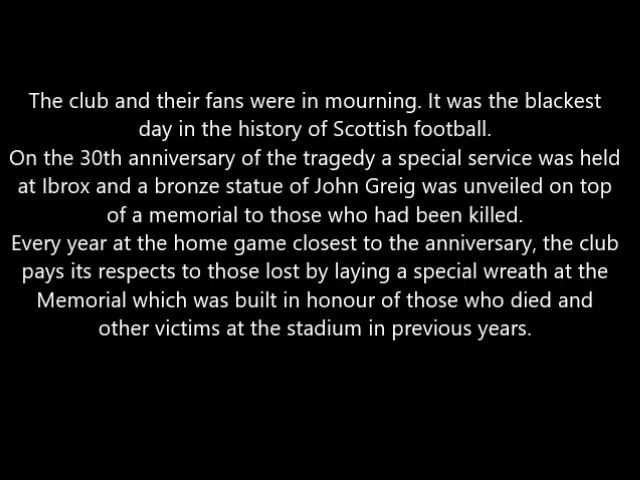 The club and their fans were in mourning. It was the blackest
day in the history of Scottish football.
On the 30th anniversary of the tragedy a special service was held
at Ibrox and a bronze statue of John Greig was unveiled on top
of a memorial to those who had been killed.
Every year at the home game closest to the anniversary, the club
pays its respects to those lost by laying a special wreath at the
Memorial which was built in honour of those who died and
other victims at the stadium in previous years.